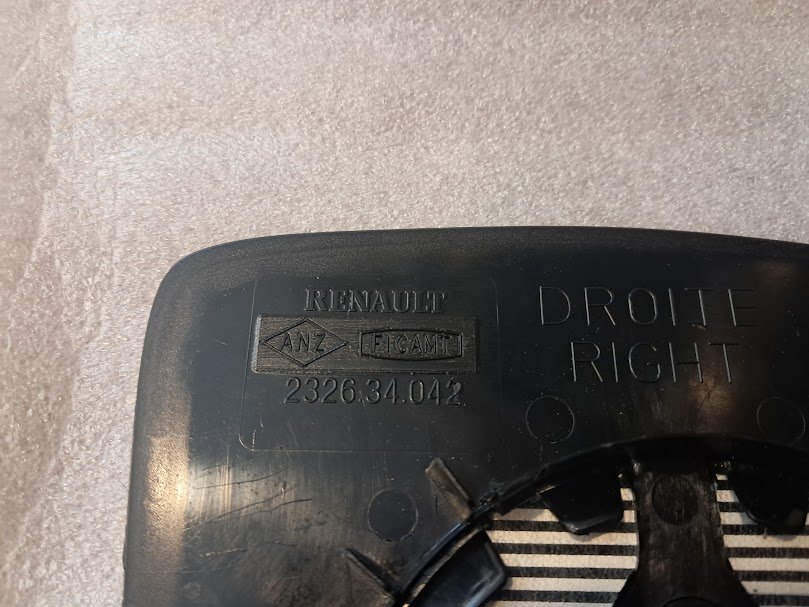 RENAULT
ANZ FICAMT
2326.34.042
DROITE
RIGHT